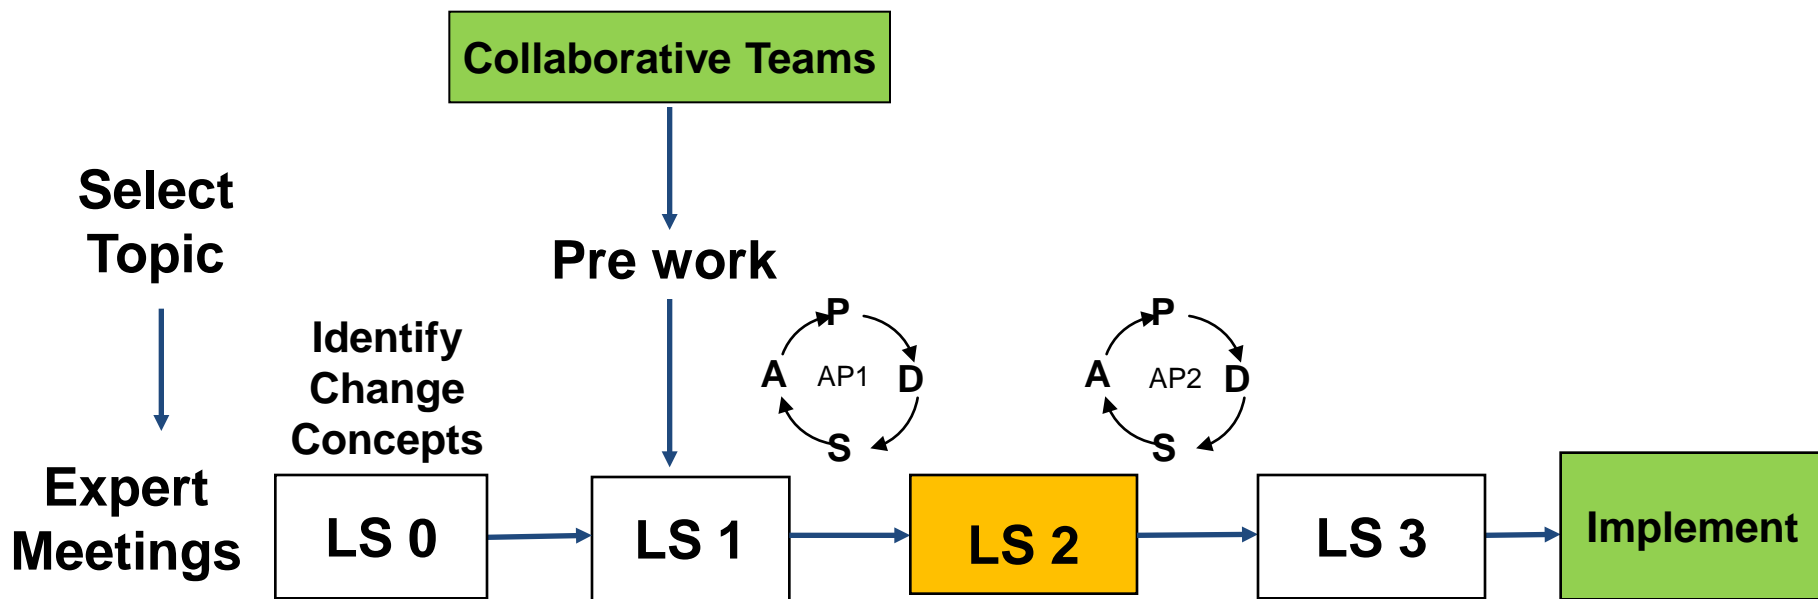 Collaborative Teams
Select
Topic
Pre work
Identify
Change
Concepts
P
A
AP1
D
S
P
A
AP2
D
S
Expert
Meetings
LS 0
LS 1
LS 2
LS 3
Implement